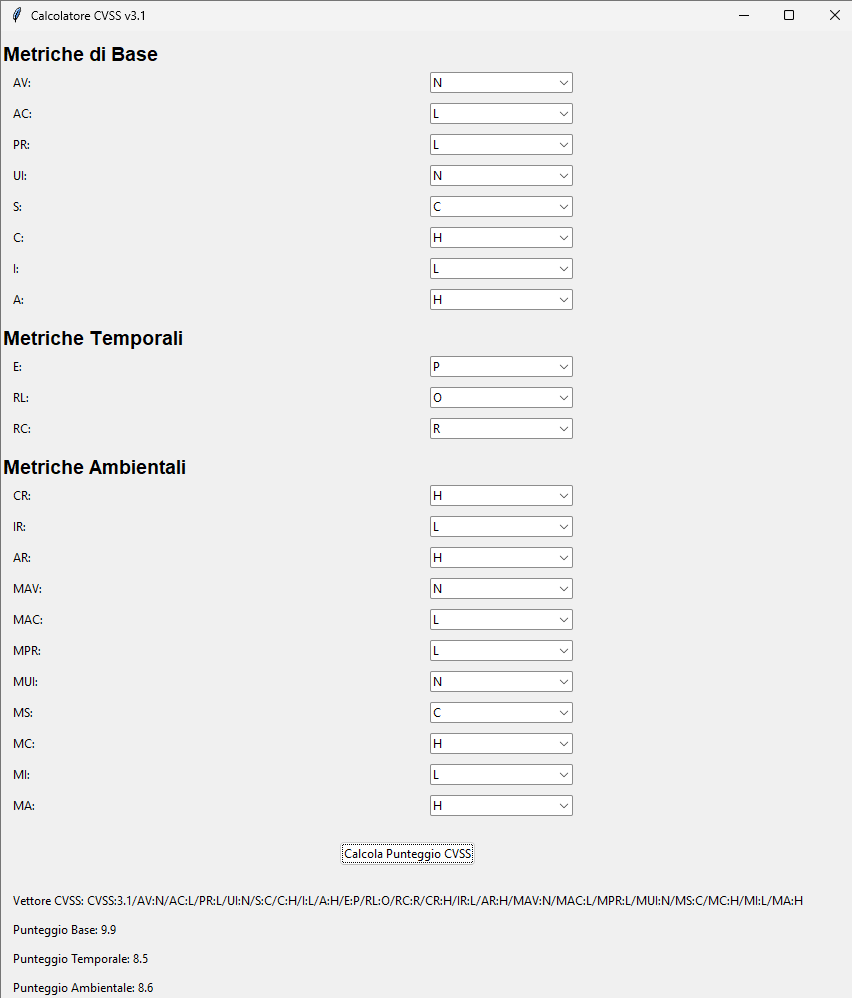 Calcolatore CVSS v3.1
Metriche di Base
AV: N
AC: L
PR: L
UI: N
S: C
C: H
I: L
A: H
Metriche Temporali
E: P
RL: O
RC: R
Metriche Ambientali
CR: H
IR: L
AR: H
MAV: N
MAC: L
MPR: L
MUI: N
MS: C
MC: H
MI: L
MA: H
Calcola Punteggio CVSS
Vettore CVSS: CVSS:3.1/AV:N/AC:L/PR:L/UI:N/S:C/C:H/I:L/A:H/E:P/RL:O/RC:R/CR:H/IR:L/AR:H/MAV:N/MAC:L/MPR:L/MUI:N/MS:C/MC:H/MI:L/MA:H
Punteggio Base: 9.9
Punteggio Temporale: 8.5
Punteggio Ambientale: 8.6